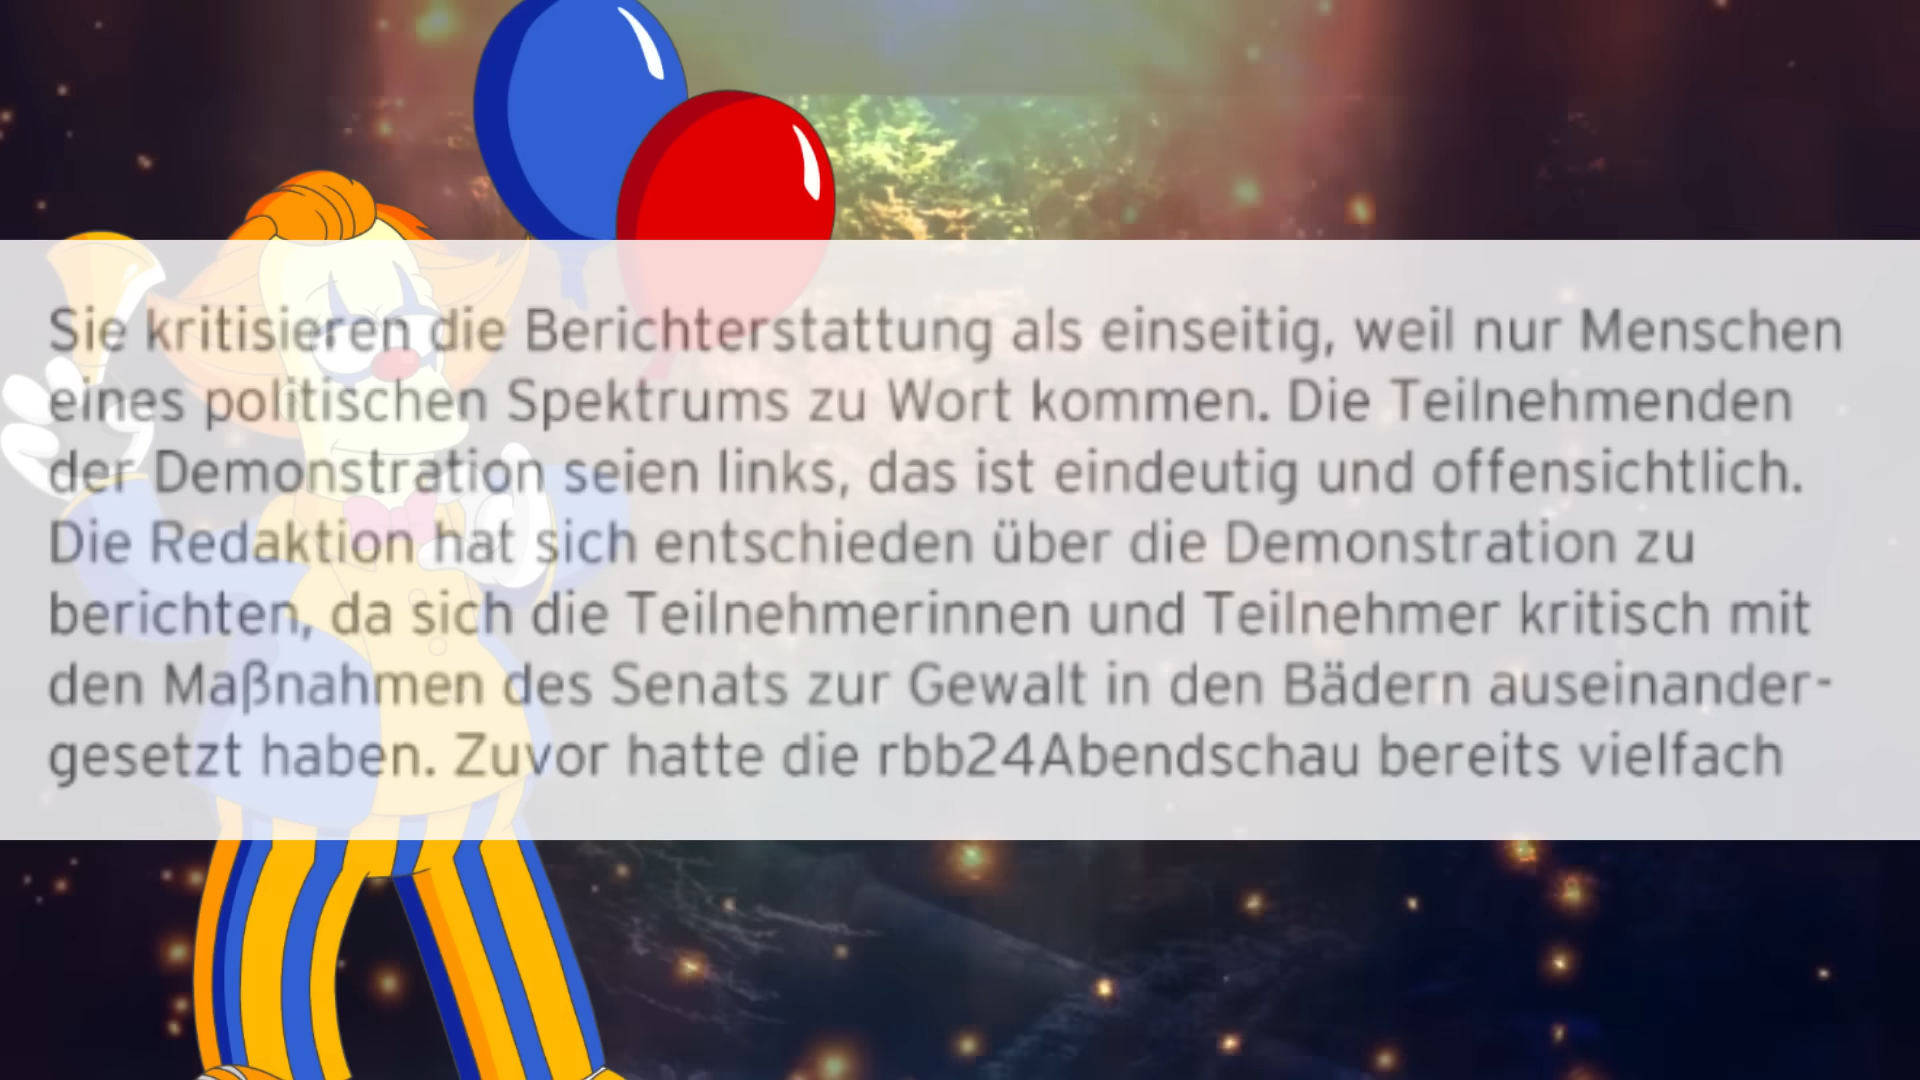 Sie kritisieren die Berichterstattung als einseitig, weil nur Menschen
eines politischen Spektrums zu Wort kommen. Die Teilnehmenden
der Demonstration seien links, das ist eindeutig und offensichtlich.
Die Redaktion hat sich entschieden über die Demonstration zu
berichten, da sich die Teilnehmerinnen und Teilnehmer kritisch mit
den Maßnahmen des Senats zur Gewalt in den Bädern auseinander-
gesetzt haben. Zuvor hatte die rbb24Abendschau bereits vielfach